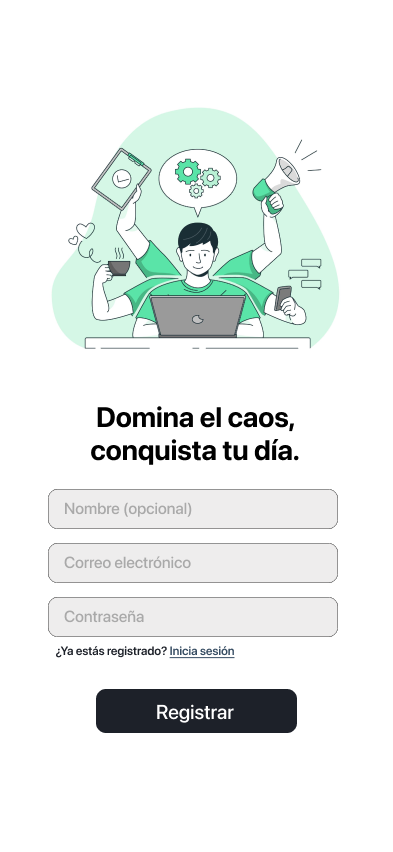 Domina el caos,
conquista tu día.
Nombre (opcional)
Correo electrónico
Contraseña
¿Ya estás registrado? Inicia sesión
Registrar